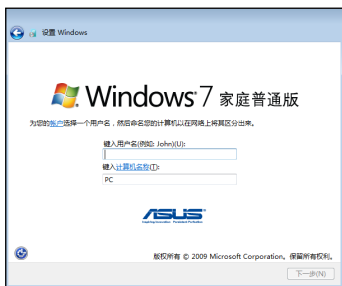 设置 Windows
Windows 7 家庭普通版
为您的帐户选择一个用户名，然后命名您的计算机以在网络上将其区分出来。
键入用户名(例如: John)(U):
键入计算机名称(T):
PC
ASUS
版权所有 © 2009 Microsoft Corporation。保留所有权利。
下一步(N)